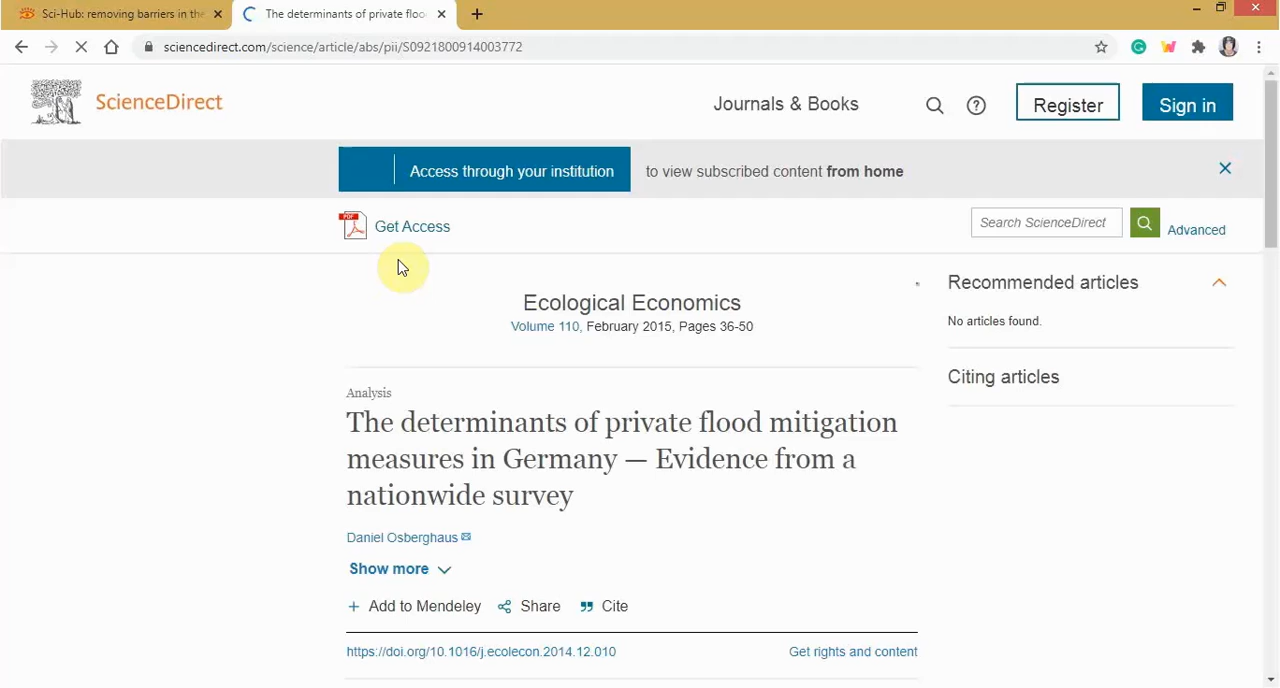 Sci-Hub: removing barriers in the
The determinants of private floo
sciencedirect.com/science/article/abs/pii/S0921800914003772
ScienceDirect
Journals & Books
Register
Sign in
Access through your institution to view subscribed content from home
PDF
Get Access
Search ScienceDirect
Advanced
Ecological Economics
Volume 110, February 2015, Pages 36-50
Recommended articles
No articles found.
Citing articles
Analysis
The determinants of private flood mitigation
measures in Germany — Evidence from a
nationwide survey
Daniel Osberghaus
Show more
Add to Mendeley Share Cite
https://doi.org/10.1016/j.ecolecon.2014.12.010
Get rights and content